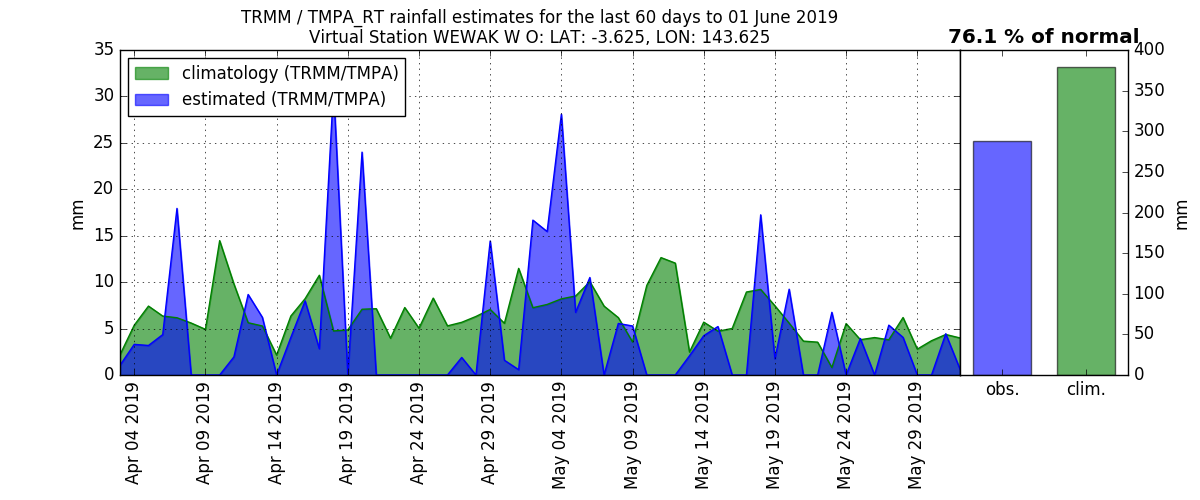 TRMM / TMPA_RT rainfall estimates for the last 60 days to 01 June 2019
Virtual Station WEWAK W O: LAT: -3.625, LON: 143.625
76.1 % of normal
climatology (TRMM/TMPA)
estimated (TRMM/TMPA)
mm
35
30
25
20
15
10
5
0
Apr 04 2019
Apr 09 2019
Apr 14 2019
Apr 19 2019
Apr 24 2019
Apr 29 2019
May 04 2019
May 09 2019
May 14 2019
May 19 2019
May 24 2019
May 29 2019
obs.
clim.
400
350
300
250
200
150
100
50
0
mm